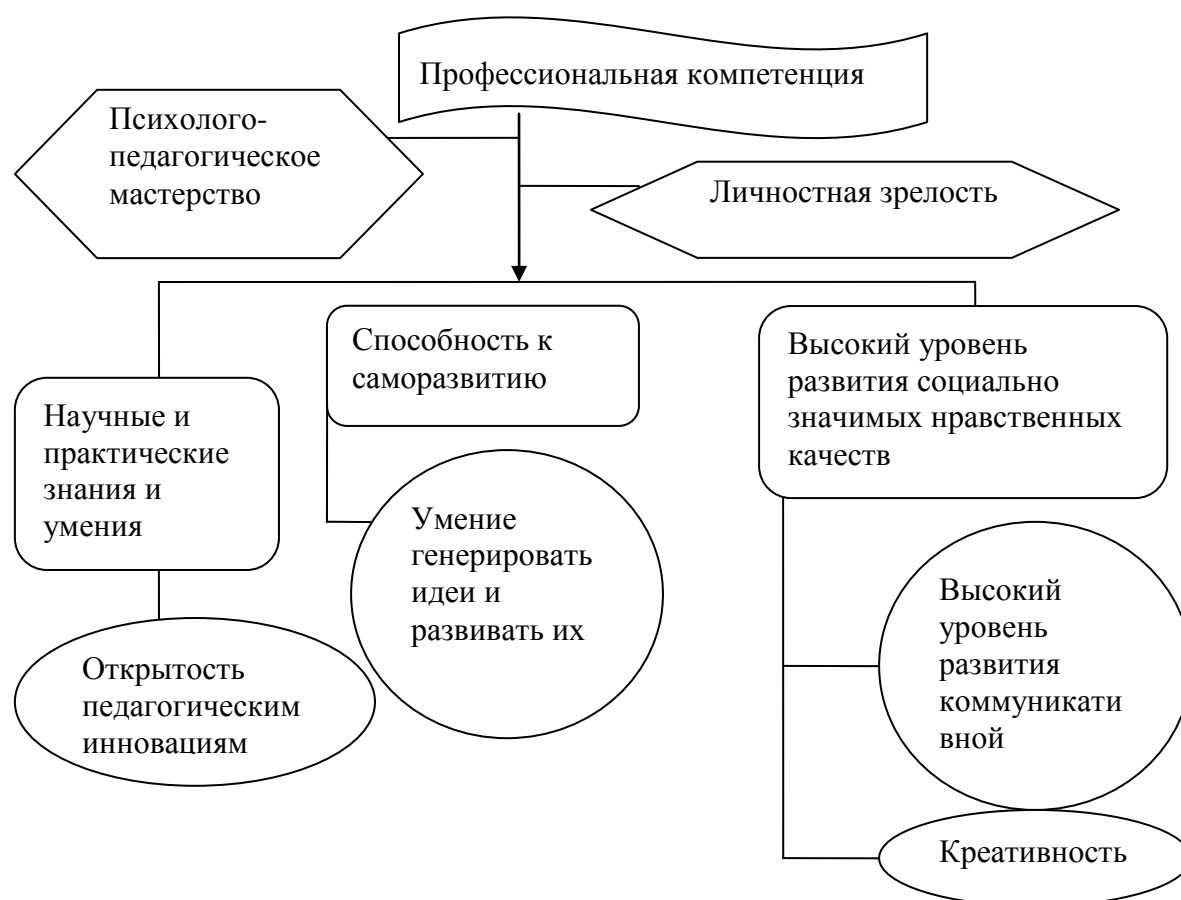 Профессиональная компетенция
Психолого-
педагогическое
мастерство
Личностная зрелость
Способность к
саморазвитию
Высокий уровень
развития социально
значимых нравственных
качеств
Научные и
практические
знания и
умения
Умение
генерировать
идеи и
развивать их
Высокий
уровень
развития
коммуникати
вной
Открытость
педагогическим
инновациям
Креативность